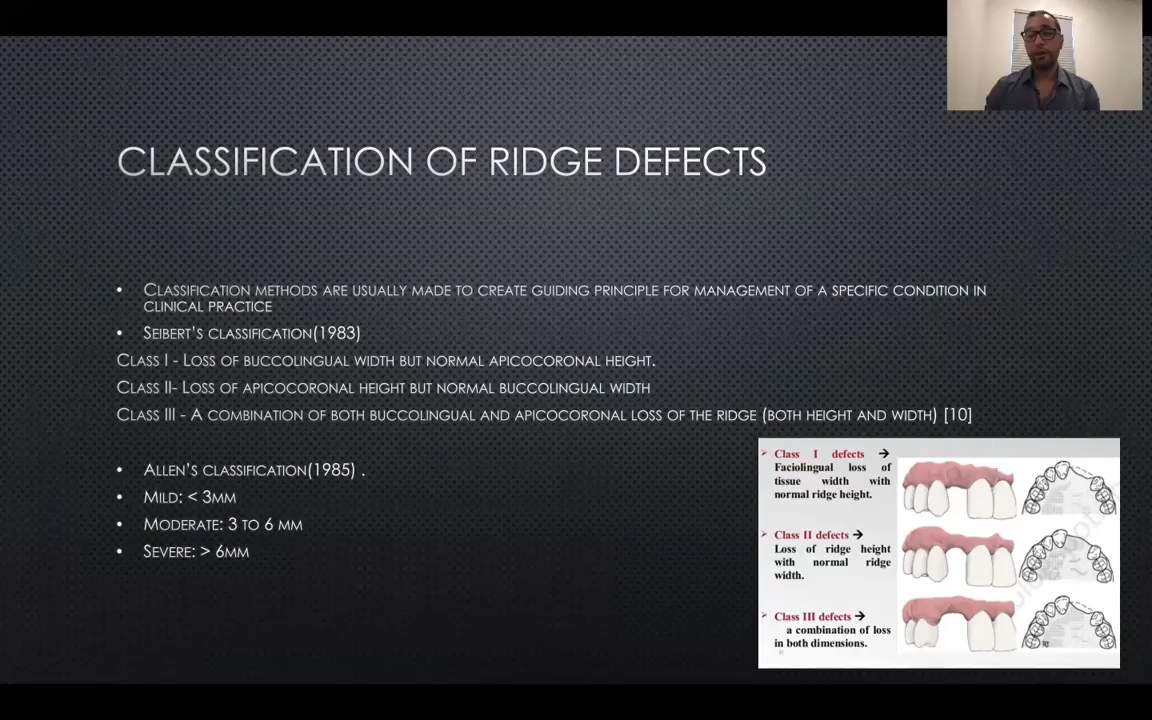 CLASSIFICATION OF RIDGE DEFECTS
• CLASSIFICATION METHODS ARE USUALLY MADE TO CREATE GUIDING PRINCIPLE FOR MANAGEMENT OF A SPECIFIC CONDITION IN
CLINICAL PRACTICE
• SEIBERT'S CLASSIFICATION(1983)
CLASS I - LOSS OF BUCCOLINGUAL WIDTH BUT NORMAL APICOCORONAL HEIGHT.
CLASS II- LOSS OF APICOCORONAL HEIGHT BUT NORMAL BUCCOLINGUAL WIDTH
CLASS III - A COMBINATION OF BOTH BUCCOLINGUAL AND APICOCORONAL LOSS OF THE RIDGE (BOTH HEIGHT AND WIDTH) [10]
• ALLEN'S CLASSIFICATION(1985) .
• MILD: < 3MM
• MODERATE: 3 TO 6 MM
• SEVERE: > 6MM
Class I defects →
Faciolingual loss of
tissue width with
normal ridge height.
Class II defects →
Loss of ridge height
with normal ridge
width.
Class III defects →
a combination of loss
in both dimensions.